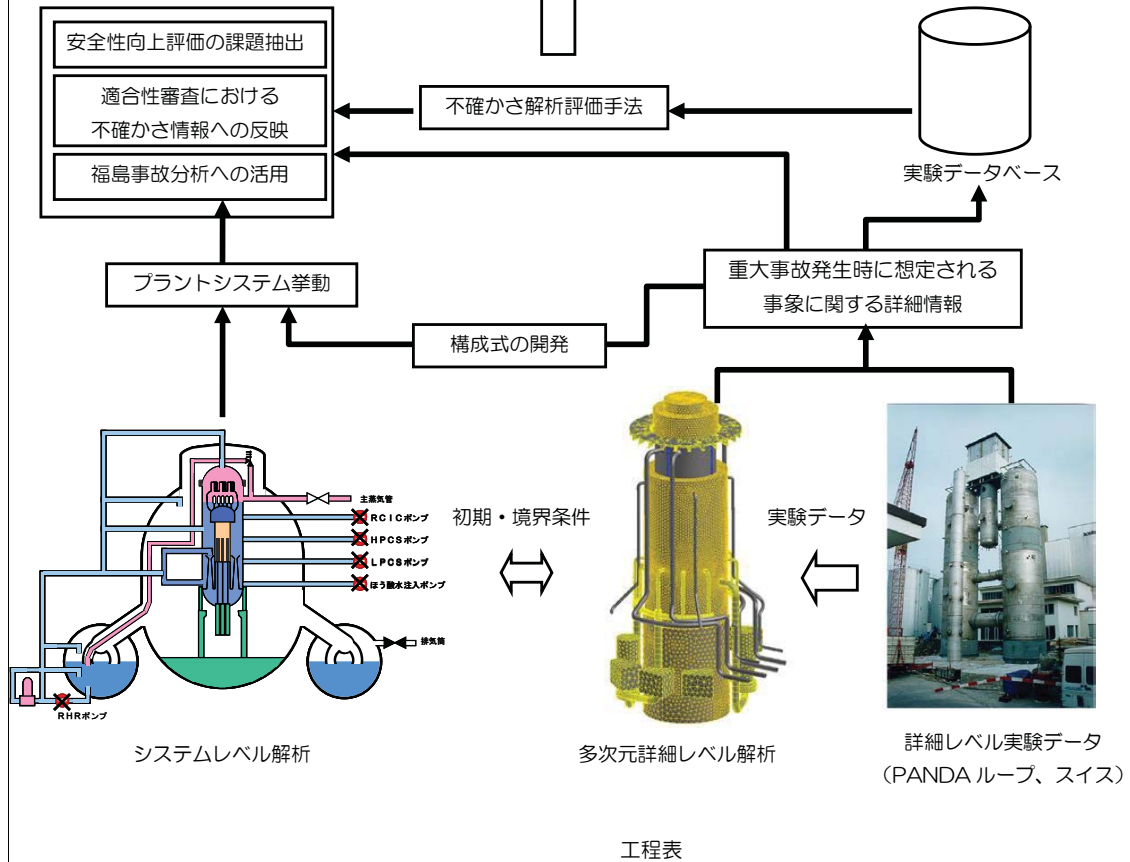 安全性向上評価の課題抽出
適合性審査における
不確かさ情報への反映
福島事故分析への活用
不確かさ解析評価手法
実験データベース
プラントシステム挙動
重大事故発生時に想定される
事象に関する詳細情報
構成式の開発
主蒸気管
RCICポンプ
HPCSポンプ
LPCSポンプ
ほう酸水注入ポンプ
排気筒
RHRポンプ
初期・境界条件
実験データ
システムレベル解析
多次元詳細レベル解析
詳細レベル実験データ
（PANDA ループ、スイス）
工程表